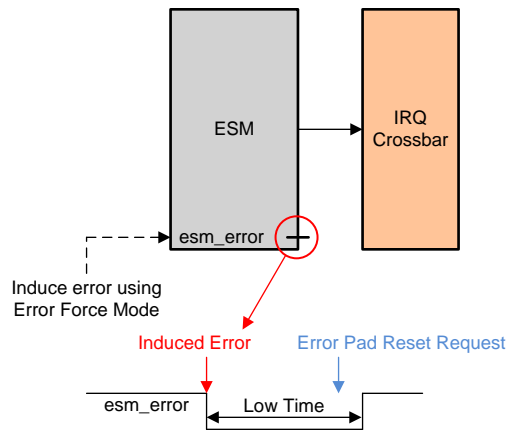 ESM
IRQ
Crossbar
esm_error
Induce error using
Error Force Mode
Induced Error
Error Pad Reset Request
esm_error
Low Time